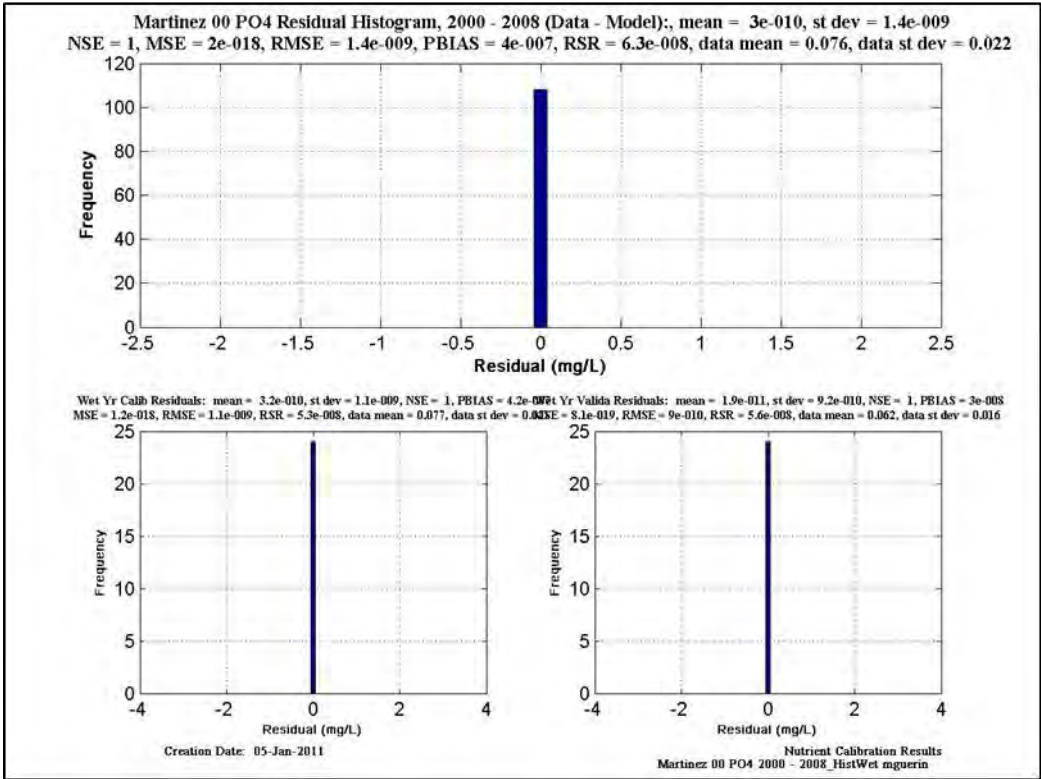 Martinez 00 PO4 Residual Histogram, 2000 - 2008 (Data - Model):, mean = 3e-010, st dev = 1.4e-009
NSE = 1, MSE = 2e-018, RMSE = 1.4e-009, PBIAS = 4e-007, RSR = 6.3e-008, data mean = 0.076, data st dev = 0.022
120
100
80
60
40
20
0
Frequency
-2.5 -2 -1.5 -1 -0.5 0 0.5 1 1.5 2 2.5
Residual (mg/L)
Wet Yr Calib Residuals: mean = 3.2e-010, st dev = 1.1e-009, NSE = 1, PBIAS =
MSE = 1.2e-018, RMSE = 1.1e-009, RSR = 5.3e-008, data mean = 0.077, data st dev =
25
20
15
10
5
0
Frequency
-4 -2 0 2 4
Residual (mg/L)
Yr Valida Residuals: mean = 1.9e-011, st dev = 9.2e-010, NSE = 1, PBIAS = 3e-008
= 8.1e-019, RMSE = 9e-010, RSR = 5.6e-008, data mean = 0.062, data st dev = 0.016
25
20
15
10
5
0
Frequency
-4 -2 0 2 4
Residual (mg/L)
Creation Date: 05-Jan-2011
Nutrient Calibration Results
Martinez 00 PO4 2000 - 2008_HistWet mguerin